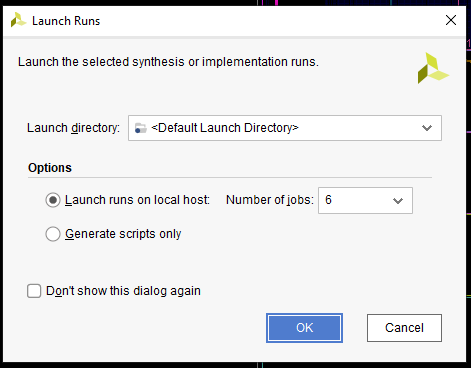 Launch Runs
Launch the selected synthesis or implementation runs.
Launch directory: <Default Launch Directory>
Options
Launch runs on local host: Number of jobs: 6
Generate scripts only
Don't show this dialog again
OK Cancel